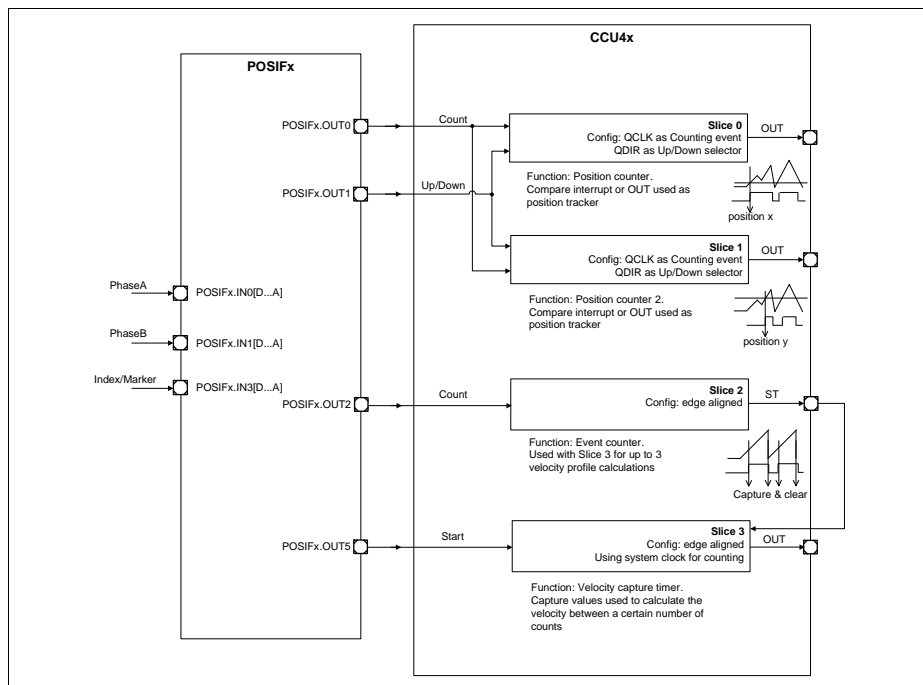 CCU4x
POSIFx
POSIFx.OUT0
Count
Slice 0
Config: QCLK as Counting event
QDIR as Up/Down selector
OUT
POSIFx.OUT1
Up/Down
Function: Position counter.
Compare interrupt or OUT used as
position tracker
position x
Slice 1
Config: QCLK as Counting event
QDIR as Up/Down selector
OUT
PhaseA
POSIFx.IN0[D...A]
Function: Position counter 2.
Compare interrupt or OUT used as
position tracker
PhaseB
POSIFx.IN1[D...A]
position y
Index/Marker
POSIFx.IN3[D...A]
POSIFx.OUT2
Count
Slice 2
Config: edge aligned
ST
Function: Event counter.
Used with Slice 3 for up to 3
velocity profile calculations
Capture & clear
POSIFx.OUT5
Start
Slice 3
Config: edge aligned
Using system clock for counting
OUT
Function: Velocity capture timer.
Capture values used to calculate the
velocity between a certain number of
counts